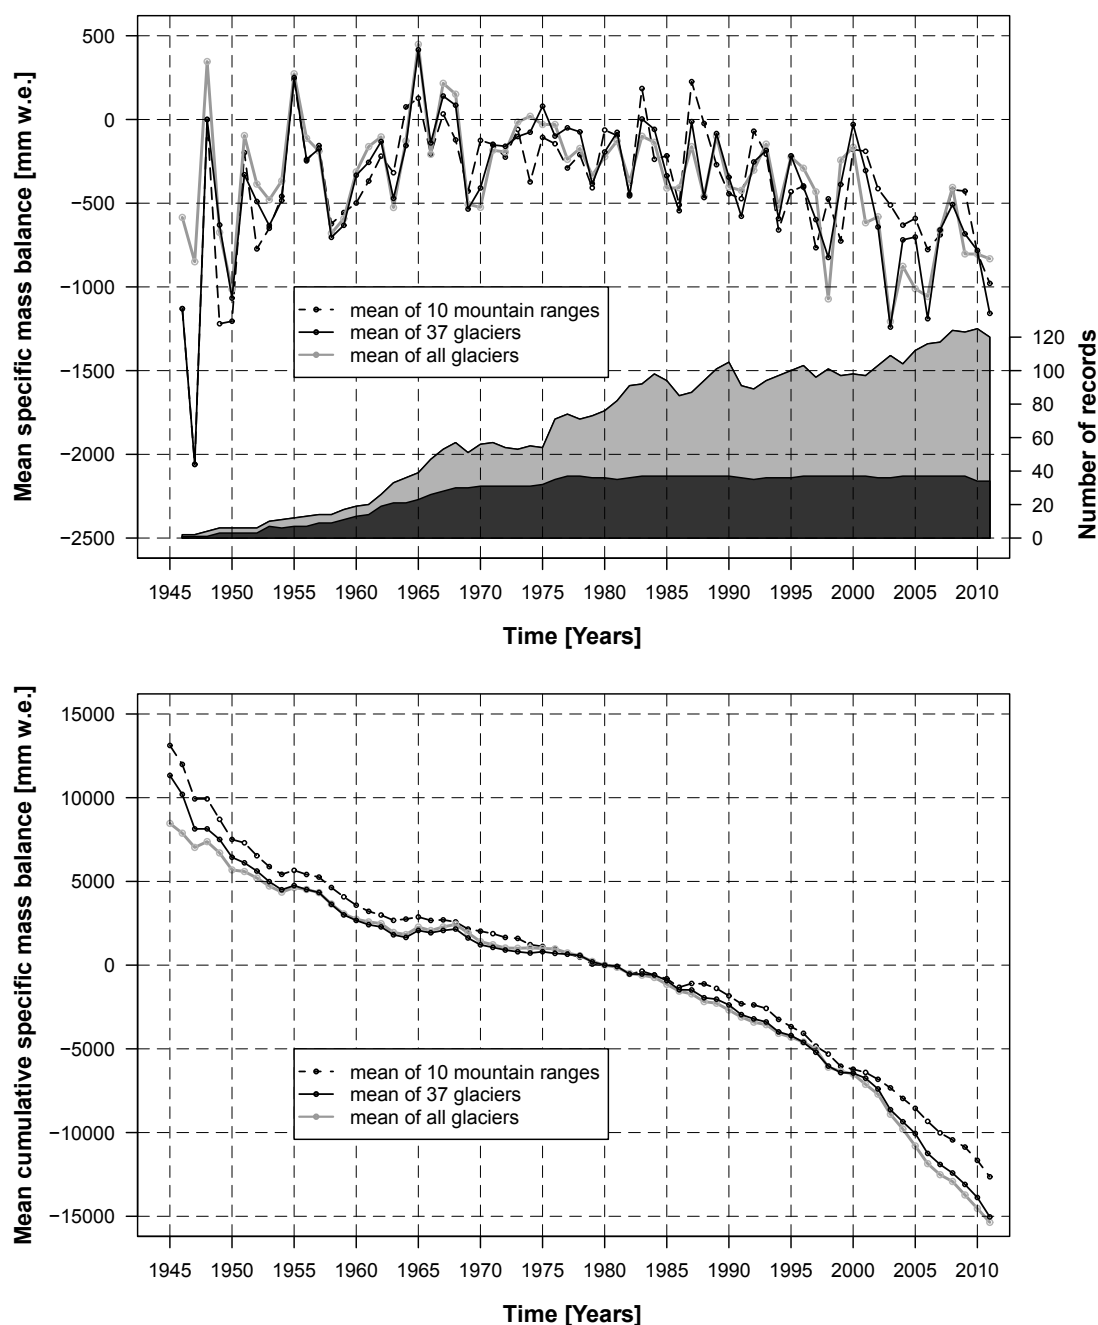 Mean specific mass balance [mm w.e.]
500
0
−500
−1000
−1500
−2000
−2500
mean of 10 mountain ranges
mean of 37 glaciers
mean of all glaciers
120
100
80
60
40
20
0
Number of records
1945 1950 1955 1960 1965 1970 1975 1980 1985 1990 1995 2000 2005 2010
Time [Years]
Mean cumulative specific mass balance [mm w.e.]
15000
10000
5000
0
−5000
−10000
−15000
mean of 10 mountain ranges
mean of 37 glaciers
mean of all glaciers
1945 1950 1955 1960 1965 1970 1975 1980 1985 1990 1995 2000 2005 2010
Time [Years]